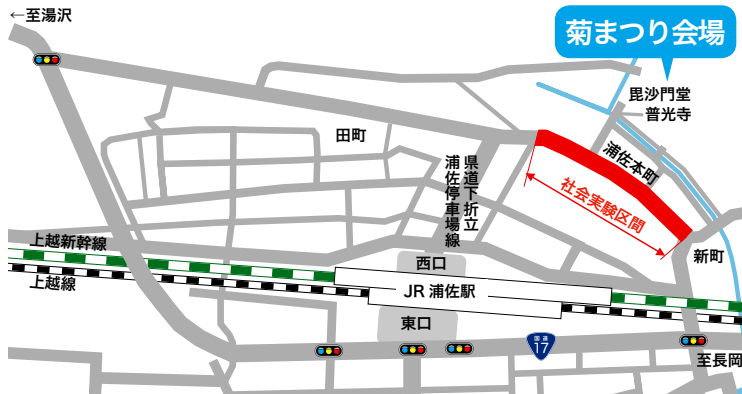 ←至湯沢
菊まつり会場
毘沙門堂
普光寺
田町
浦佐本町
県道下折立
浦佐停車場線
社会実験区間
新町
上越新幹線
上越線
西口
JR 浦佐駅
東口
国道
17
至長岡